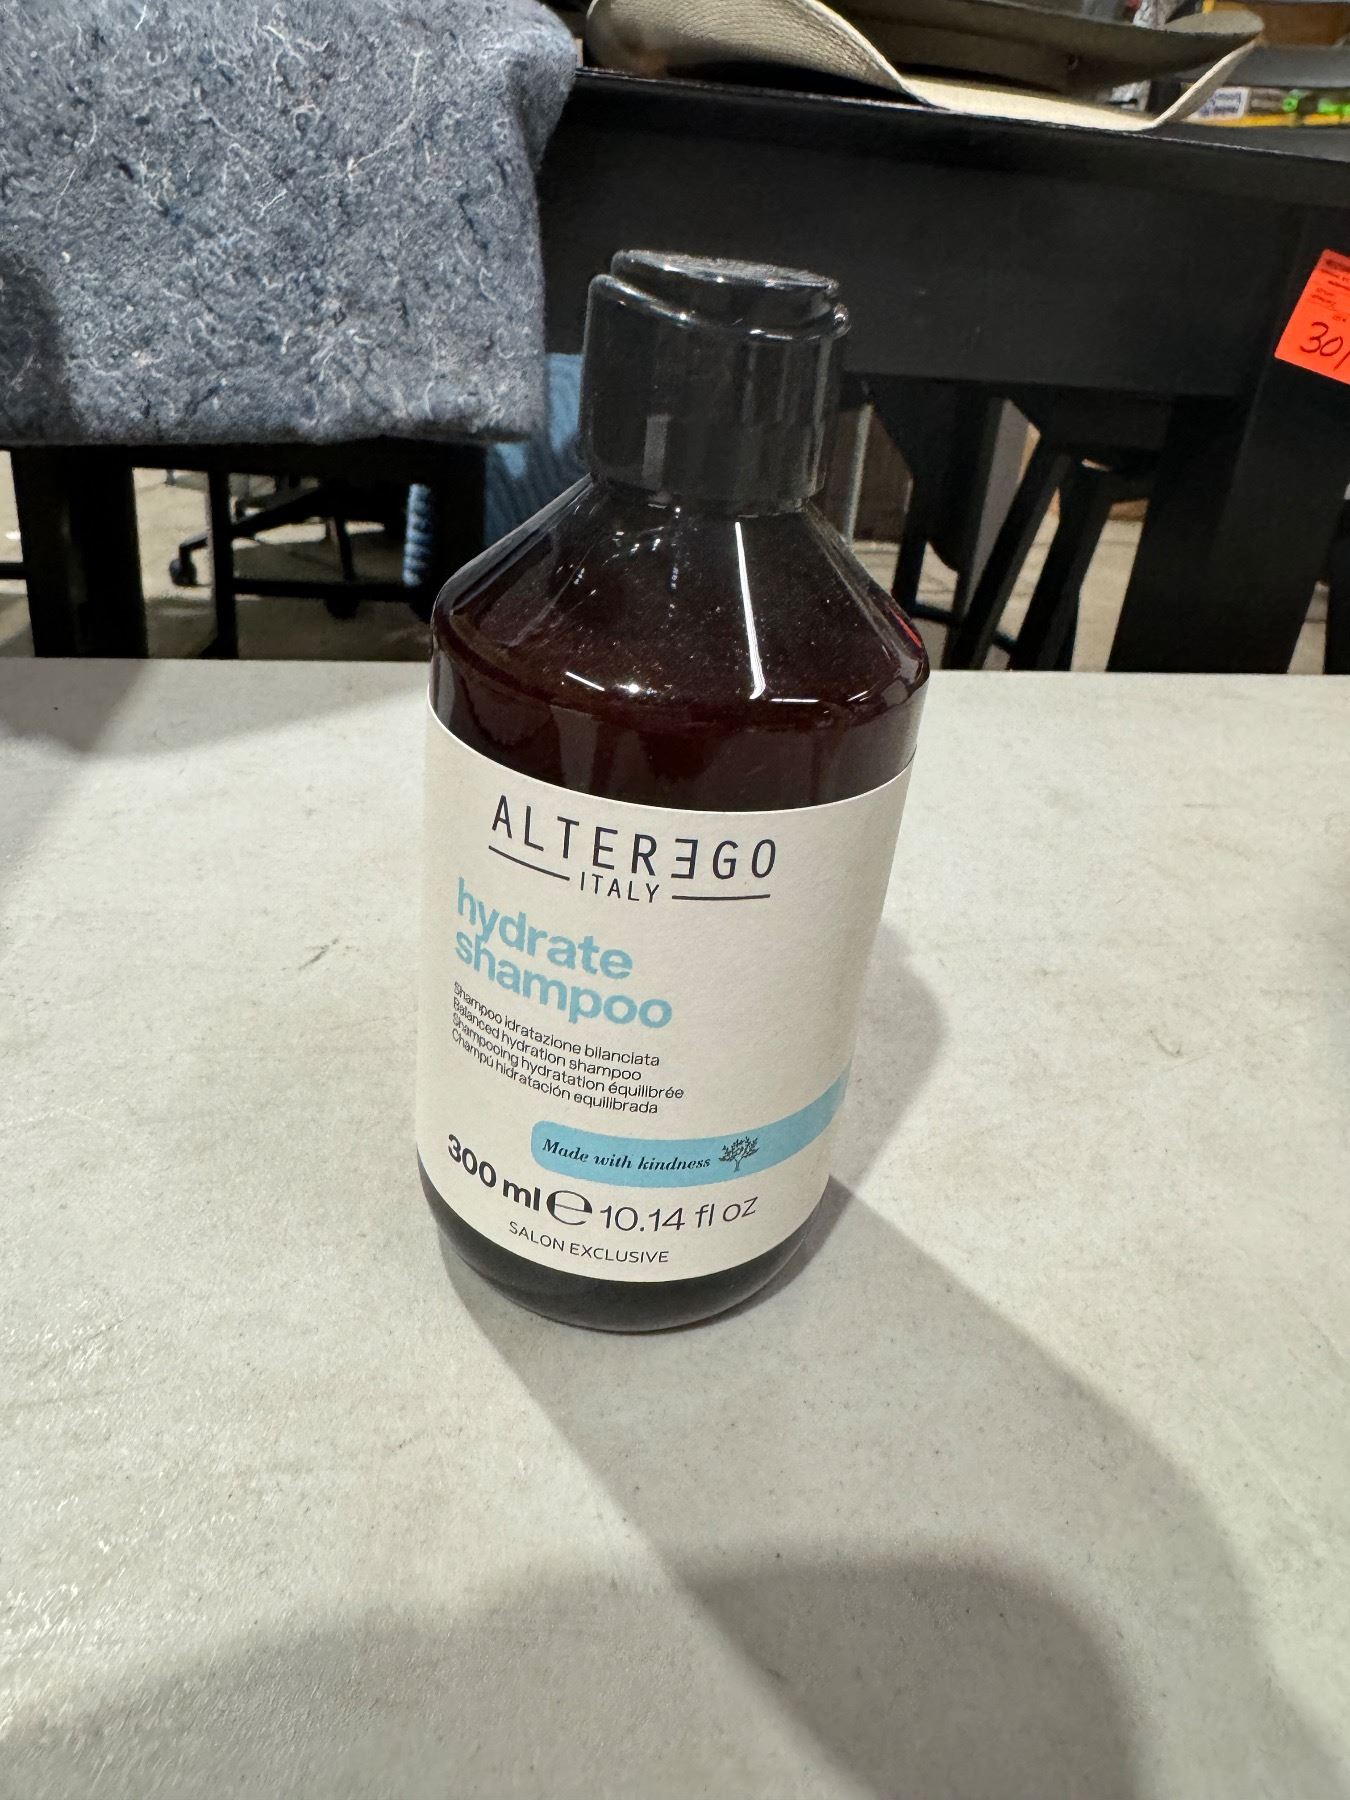 ALTERƎGO
ITALY
hydrate
shampoo
Shampoo idratazione bilanciata
Balanced hydration shampoo
Shampooing hydratation équilibrée
Champú hidratación equilibrada
Made with kindness
300 ml ℮ 10.14 fl oz
SALON EXCLUSIVE